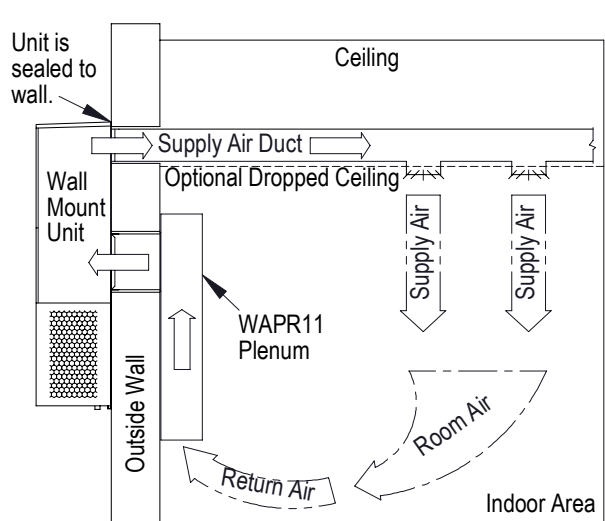 Unit is
sealed to
wall.
Ceiling
Supply Air Duct
Optional Dropped Ceiling
Wall
Mount
Unit
Supply Air
Supply Air
WAPR11
Plenum
Outside Wall
Room Air
Return Air
Indoor Area